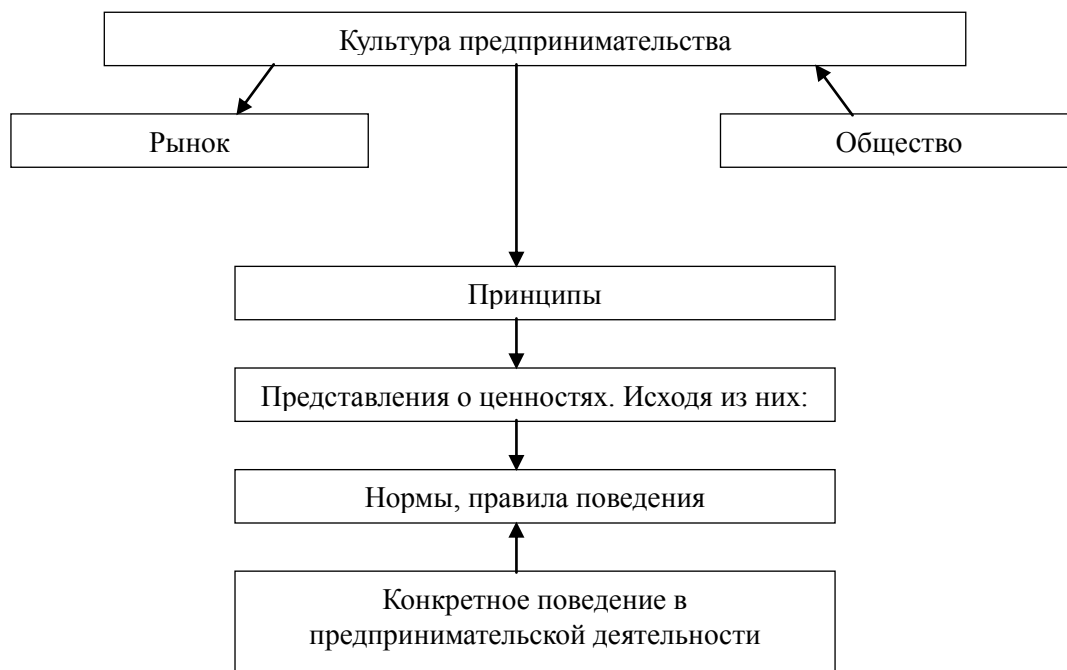 Культура предпринимательства
Рынок
Общество
Принципы
Представления о ценностях. Исходя из них:
Нормы, правила поведения
Конкретное поведение в
предпринимательской деятельности